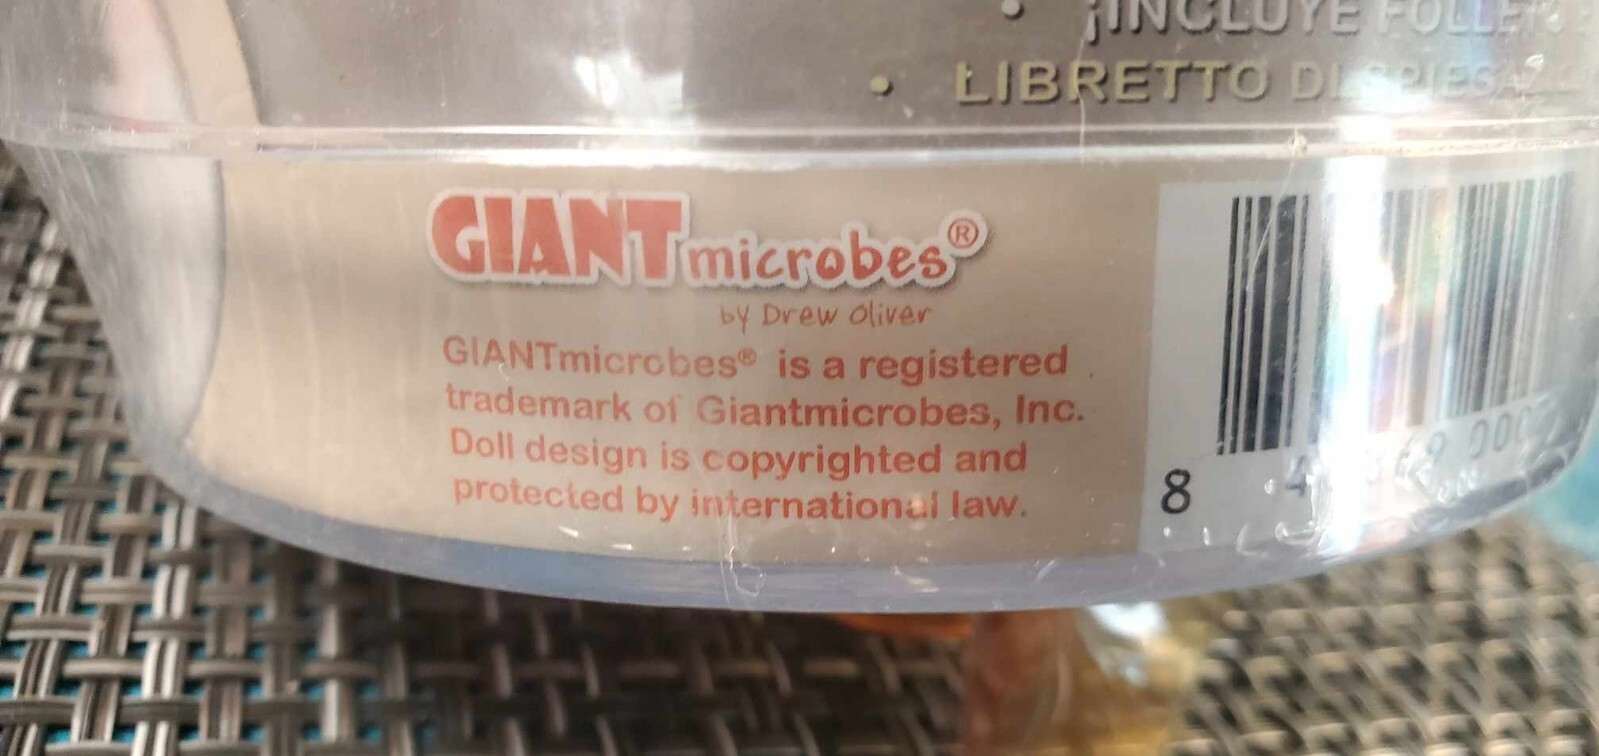 • ¡INCLUYE
• LIBRETTO DI
GIANTmicrobes®
by Drew Oliver
GIANTmicrobes® is a registered
trademark of Giantmicrobes, Inc.
Doll design is copyrighted and
protected by international law.
8